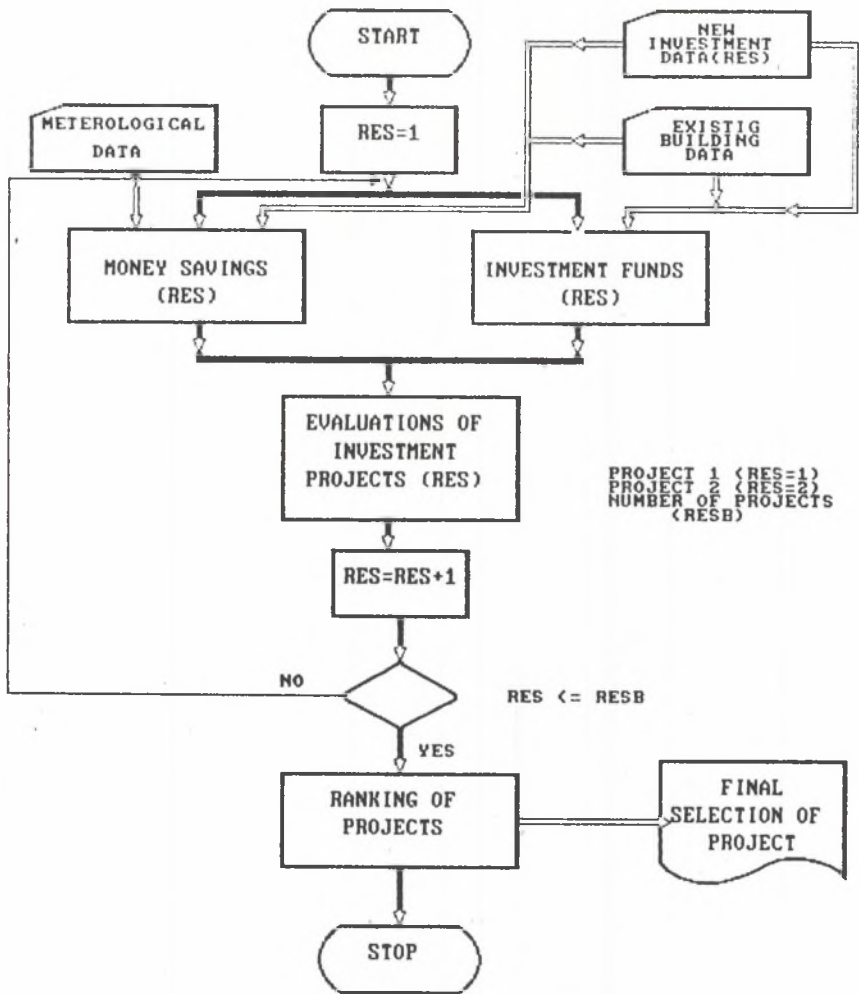 START
NEW
INVESTMENT
DATA(RES)
METEROLOGICAL
DATA
RES=1
EXISTIG
BUILDING
DATA
MONEY SAVINGS
(RES)
INVESTMENT FUNDS
(RES)
EVALUATIONS OF
INVESTMENT
PROJECTS (RES)
PROJECT 1 (RES=1)
PROJECT 2 (RES=2)
NUMBER OF PROJECTS
(RESB)
RES=RES+1
NO
RES <= RESB
YES
RANKING OF
PROJECTS
FINAL
SELECTION OF
PROJECT
STOP